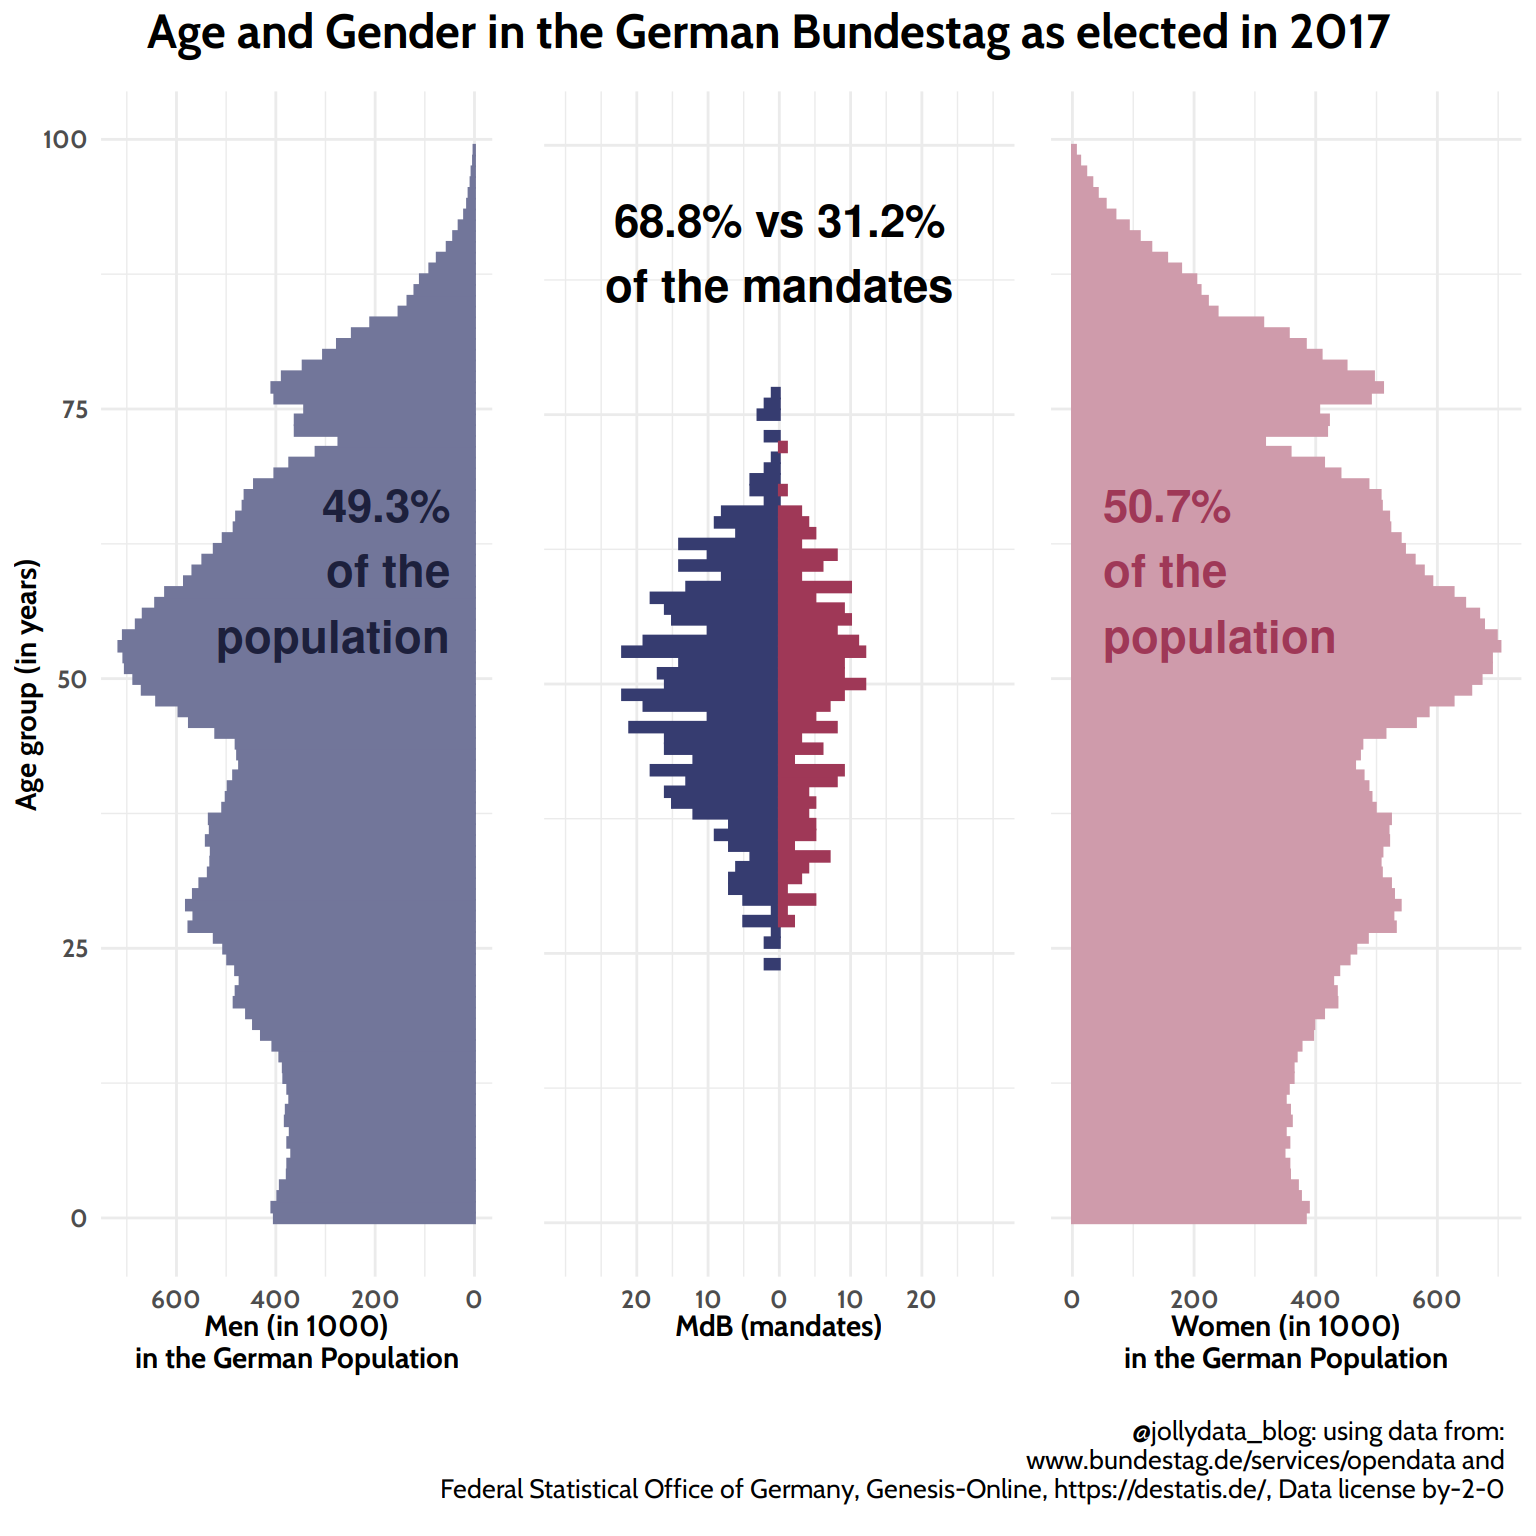 Age and Gender in the German Bundestag as elected in 2017
Age group (in years)
100
75
50
25
0
49.3%
of the
population
600 400 200 0
Men (in 1000)
in the German Population
68.8% vs 31.2%
of the mandates
20 10 0 10 20
MdB (mandates)
50.7%
of the
population
0 200 400 600
Women (in 1000)
in the German Population
@jollydata_blog: using data from:
www.bundestag.de/services/opendata and
Federal Statistical Office of Germany, Genesis-Online, https://destatis.de/, Data license by-2-0